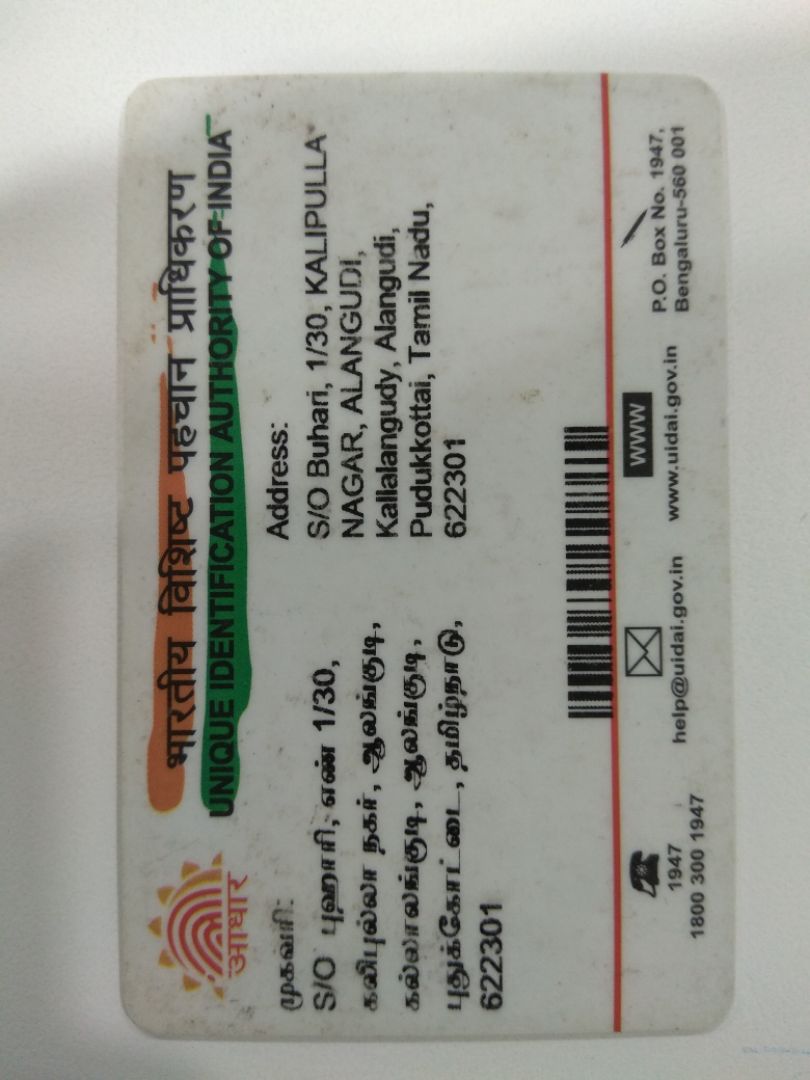 आधार
भारतीय विशिष्ट पहचान प्राधिकरण
UNIQUE IDENTIFICATION AUTHORITY OF INDIA
முகவரி:
S/O புஹாரி, எண் 1/30,
கலிபுல்லா நகர், ஆலங்குடி,
கல்லாலங்குடி, ஆலங்குடி,
புதுக்கோட்டை, தமிழ்நாடு,
622301
Address:
S/O Buhari, 1/30, KALIPULLA
NAGAR, ALANGUDI,
Kallalangudy, Alangudi,
Pudukkottai, Tamil Nadu,
622301
1947
1800 300 1947
help@uidai.gov.in
WWW
www.uidai.gov.in
P.O. Box No. 1947,
Bengaluru-560 001